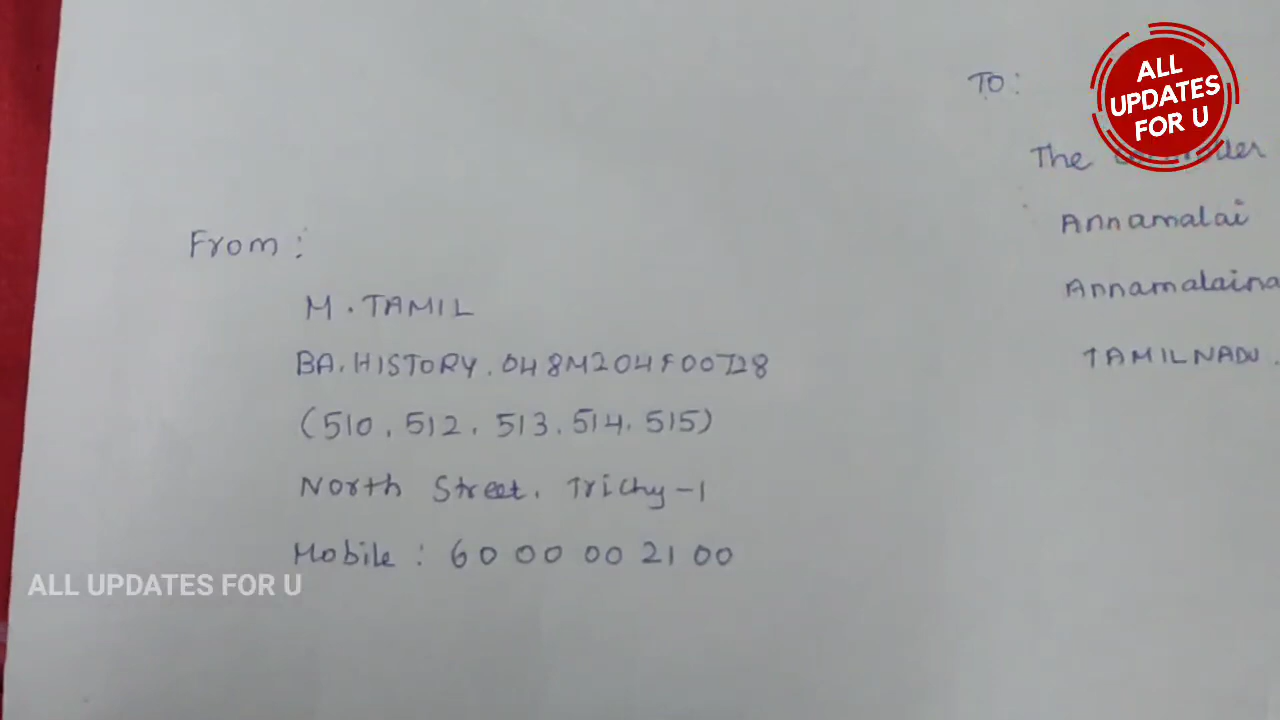 From:
M. TAMIL
BA. HISTORY. 048M204F00728
(510, 512, 513, 514, 515)
North Street. Trichy-1
Mobile: 60 00 00 21 00
TO:
The
Annamalai
Annamalaina
TAMILNADU.
ALL
UPDATES
FOR U
ALL UPDATES FOR U